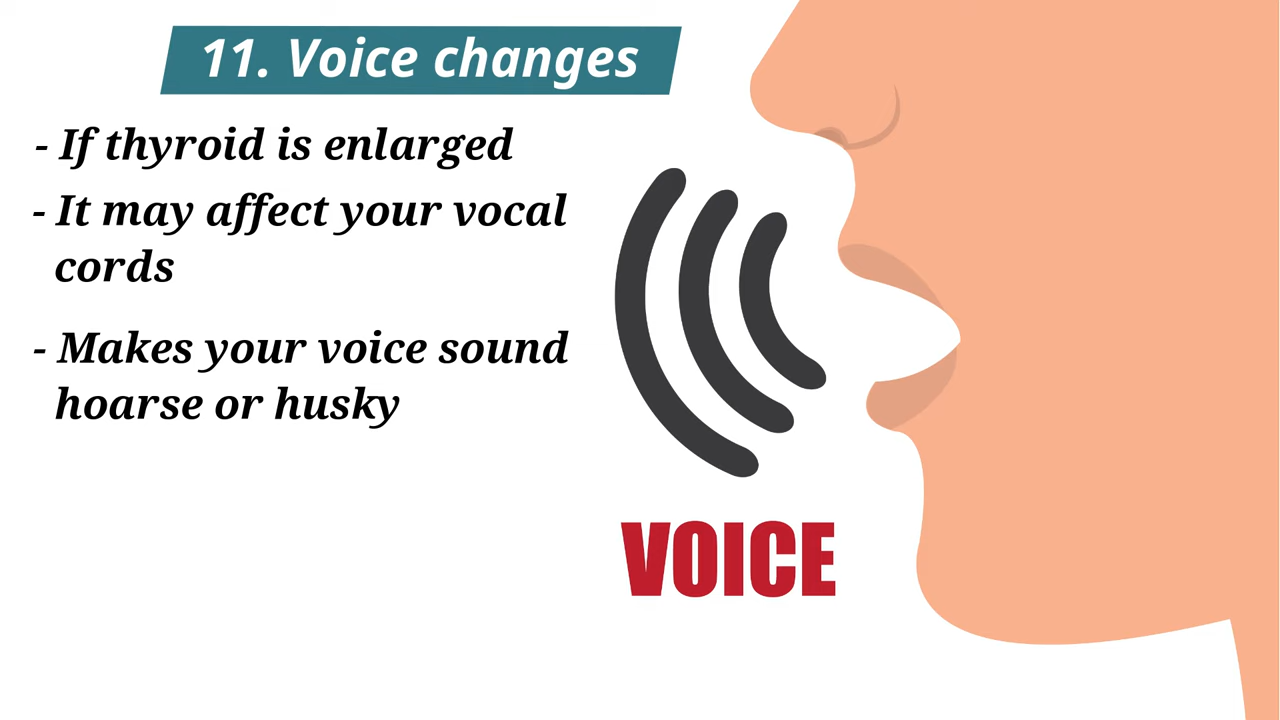 11. Voice changes
- If thyroid is enlarged
- It may affect your vocal
cords
- Makes your voice sound
hoarse or husky
VOICE